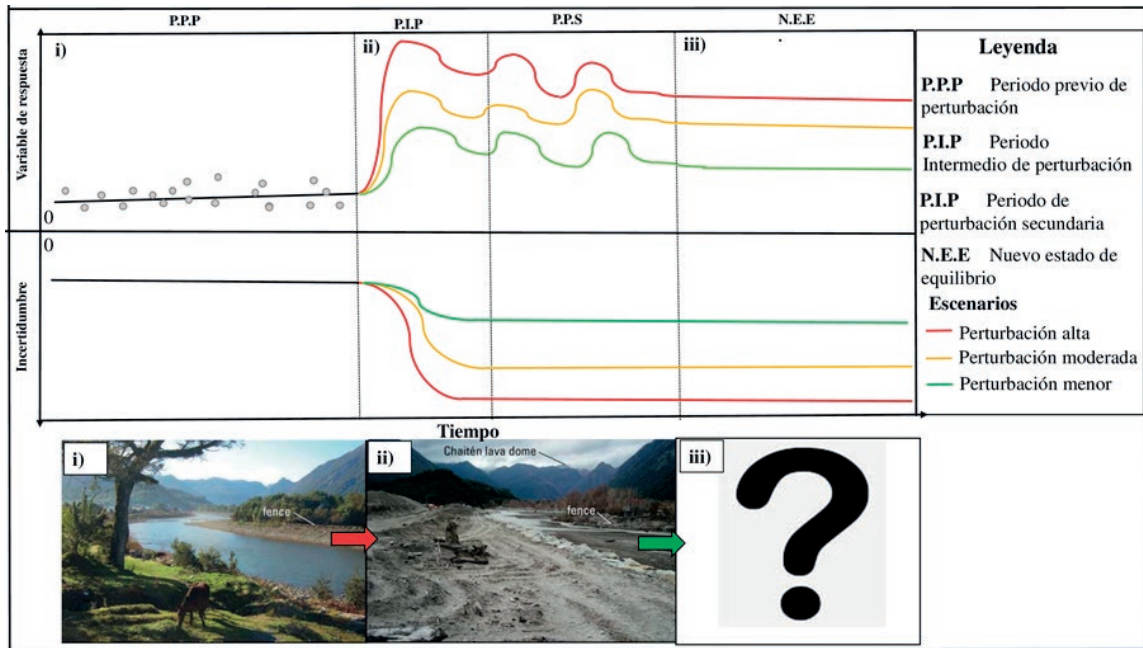 P.P.P
P.I.P
P.P.S
N.E.E
i)
ii)
iii)
Variable de respuesta
0
0
Incertidumbre
Tiempo
Leyenda
P.P.P Periodo previo de
perturbación
P.I.P Periodo
Intermedio de perturbación
P.I.P Periodo de
perturbación secundaria
N.E.E Nuevo estado de
equilibrio
Escenarios
Perturbación alta
Perturbación moderada
Perturbación menor
i)
fence
ii)
Chaitén lava dome
fence
iii)
?